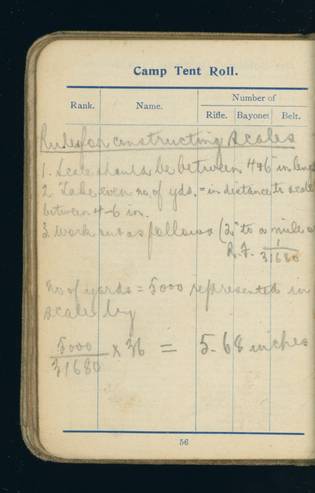 Camp Tent Roll.
Rank. Name. Number of
Rifle. Bayonet Belt.
Rules for constructing scales
1. Scale should be between 4+6 in leng
2 Take even no. of yds. = in distance to scale
between 4-6 in.
3. Work out as follows (2" to a mile
R.F. 1/31680
no of yards = 5000 represented in
scale by
5000/31680 x 36 = 5.68 inches
56